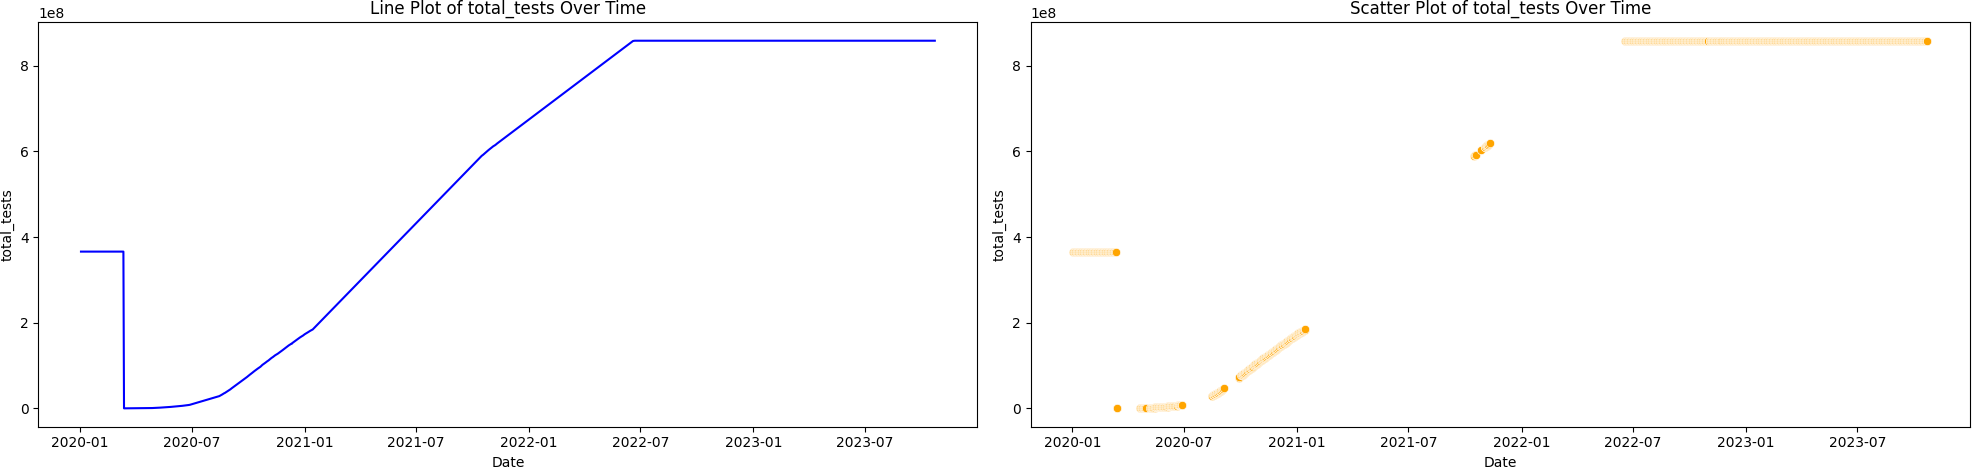 Line Plot of total_tests Over Time
1e8
8
6
4
2
0
total_tests
2020-01 2020-07 2021-01 2021-07 2022-01 2022-07 2023-01 2023-07
Date
Scatter Plot of total_tests Over Time
1e8
8
6
4
2
0
total_tests
2020-01 2020-07 2021-01 2021-07 2022-01 2022-07 2023-01 2023-07
Date